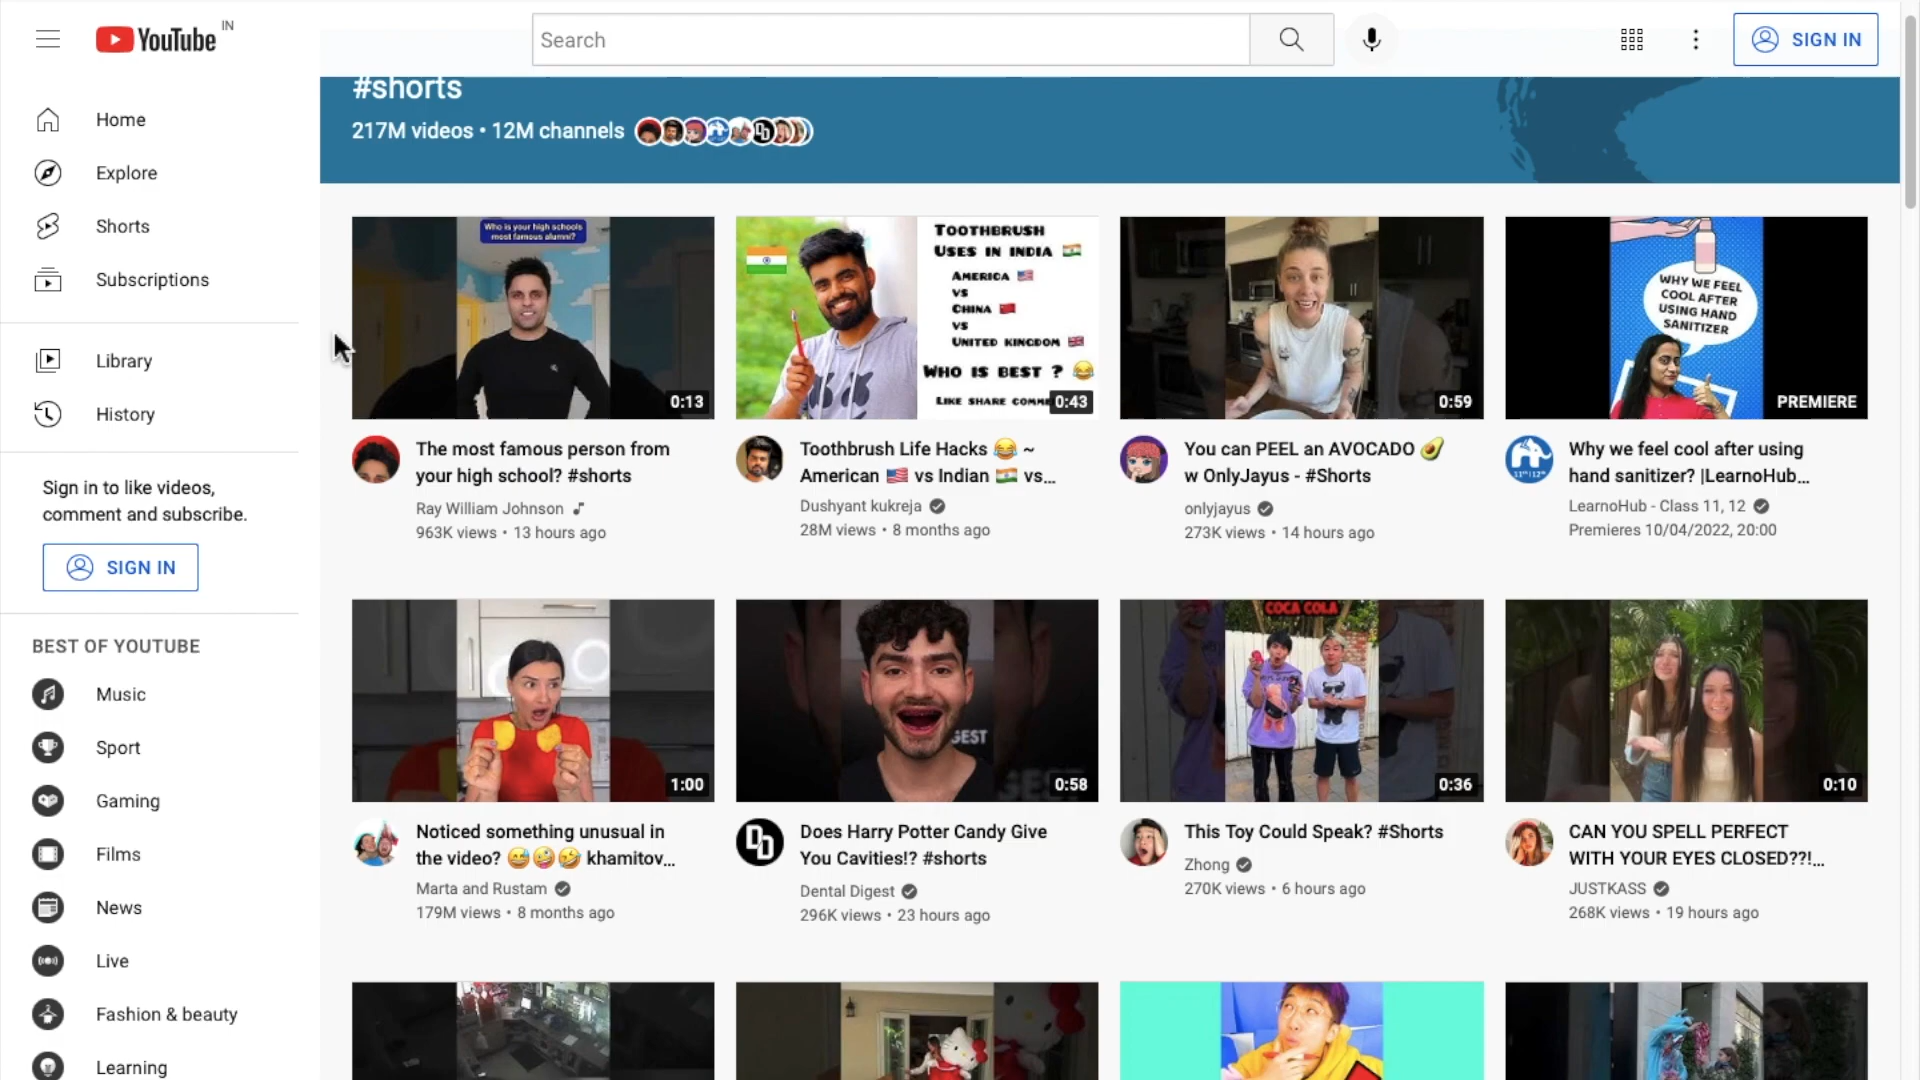 YouTube IN
Search
SIGN IN
Home
Explore
Shorts
Subscriptions
Library
History
Sign in to like videos,
comment and subscribe.
SIGN IN
BEST OF YOUTUBE
Music
Sport
Gaming
Films
News
Live
Fashion & beauty
Learning
#shorts
217M videos • 12M channels
Who is your high schools
most famous alumni?
0:13
The most famous person from
your high school? #shorts
Ray William Johnson
963K views • 13 hours ago
TOOTHBRUSH
USES IN INDIA 🇮🇳
AMERICA 🇺🇸
VS
CHINA 🇨🇳
VS
UNITED KINGDOM 🇬🇧
WHO IS BEST ? 😂
LIKE SHARE COMME
0:43
Toothbrush Life Hacks 😂 ~
American 🇺🇸 vs Indian 🇮🇳 vs...
Dushyant kukreja
28M views • 8 months ago
0:59
You can PEEL an AVOCADO 🥑
w OnlyJayus - #Shorts
onlyjayus
273K views • 14 hours ago
WHY WE FEEL
COOL AFTER
USING HAND
SANITIZER
PREMIERE
11th|12th
Why we feel cool after using
hand sanitizer? |LearnoHub...
LearnoHub - Class 11, 12
Premieres 10/04/2022, 20:00
1:00
Noticed something unusual in
the video? 😅🤪🤣 khamitov...
Marta and Rustam
179M views • 8 months ago
GEST
GEST
0:58
DD
Does Harry Potter Candy Give
You Cavities!? #shorts
Dental Digest
296K views • 23 hours ago
COCA COLA
0:36
This Toy Could Speak? #Shorts
Zhong
270K views • 6 hours ago
0:10
CAN YOU SPELL PERFECT
WITH YOUR EYES CLOSED??!...
JUSTKASS
268K views • 19 hours ago